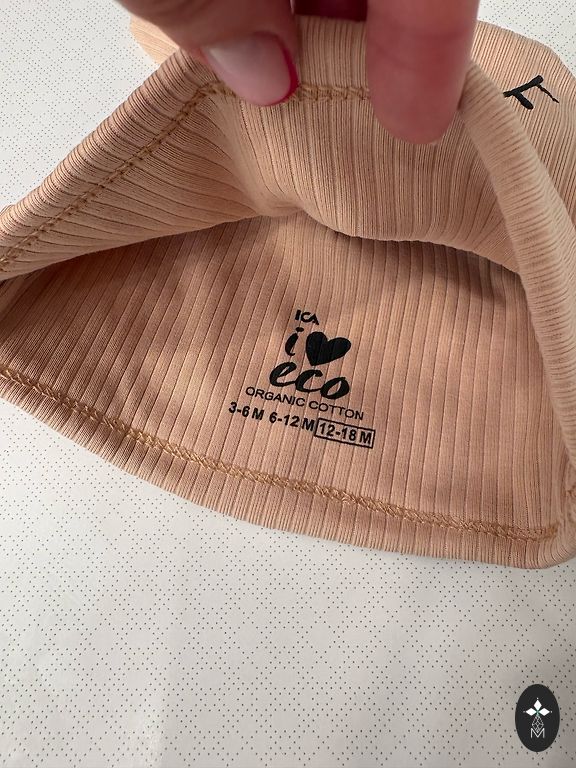 ICA
i
eco
ORGANIC COTTON
3-6 M 6-12 M 12-18 M
M